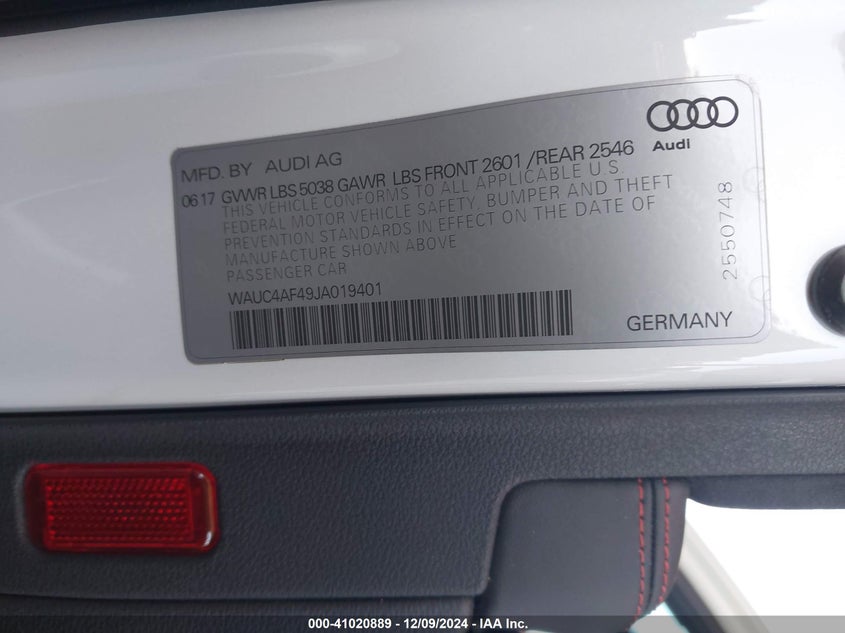 Audi
MFD. BY AUDI AG
06 17 GVWR LBS 5038 GAWR LBS FRONT 2601 /REAR 2546
THIS VEHICLE CONFORMS TO ALL APPLICABLE U.S.
FEDERAL MOTOR VEHICLE SAFETY, BUMPER AND THEFT
PREVENTION STANDARDS IN EFFECT ON THE DATE OF
MANUFACTURE SHOWN ABOVE
PASSENGER CAR
WAUC4AF49JA019401
GERMANY
2550748
000-41020889 - 12/09/2024 - IAA Inc.